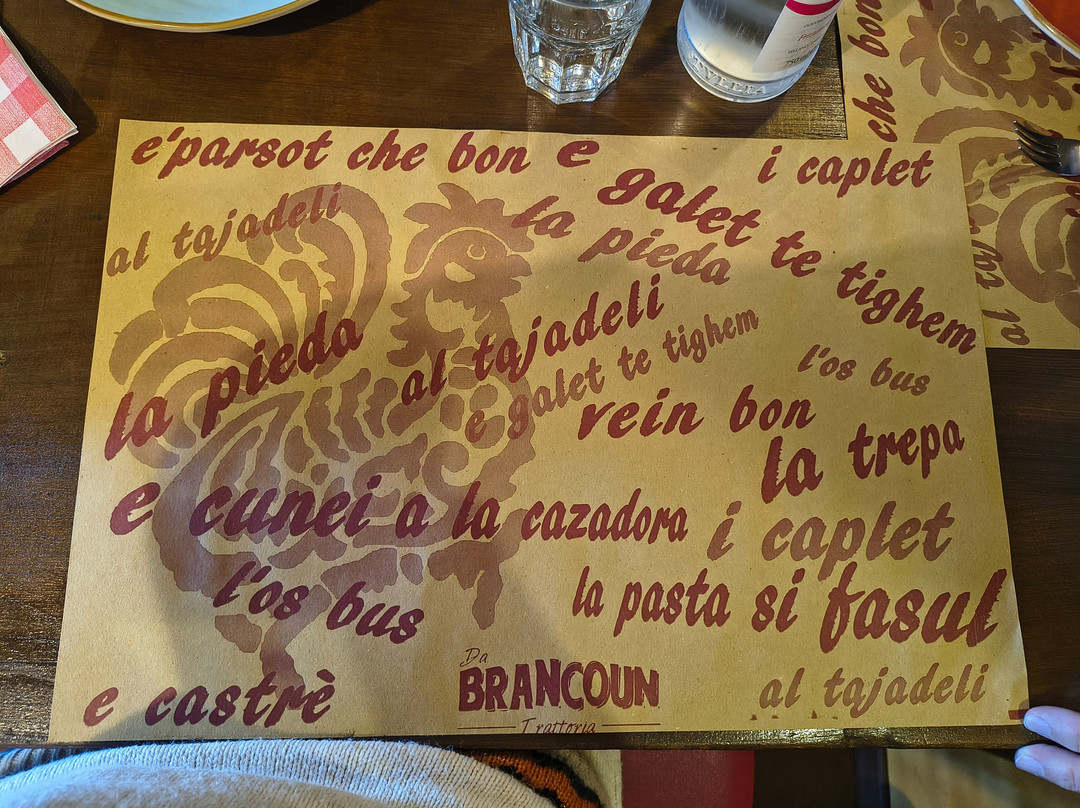 e'parsot che bon e
i caplet
galet te tighem
al tajadeli
la pieda
al tajadeli
la pieda
e galet te tighem
l'os bus
vein bon
la trepa
e cunei a la cazadora
i caplet
l'os bus
la pasta si fasul
e castrè
Da
BRANCOUN
Trattoria
al tajadeli
che bon